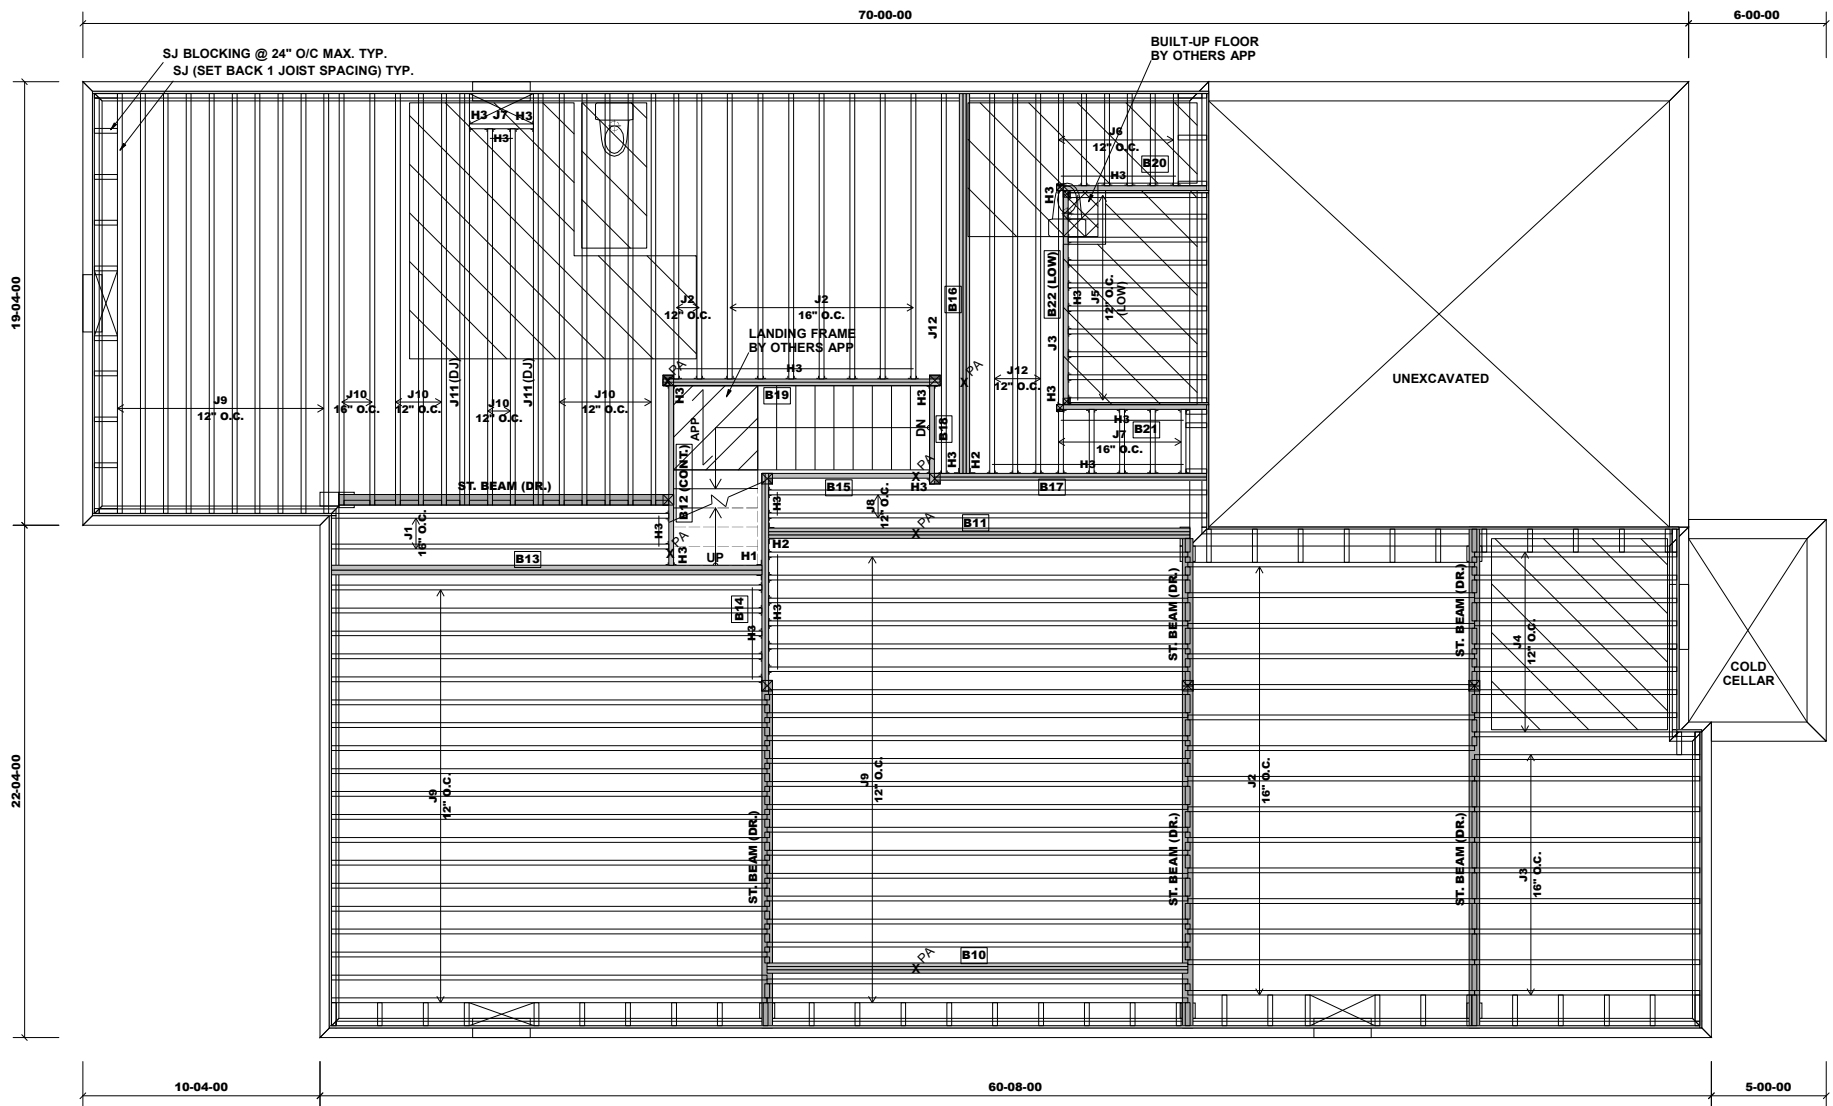 70-00-00
6-00-00
SJ BLOCKING @ 24" O/C MAX. TYP.
SJ (SET BACK 1 JOIST SPACING) TYP.
BUILT-UP FLOOR
BY OTHERS APP
H3
J7
H3
H3
J6
12" O.C.
B20
H3
H3
19-04-00
B22 (LOW)
H3
J5
12" O.C.
(LOW)
B16
J12
J3
J2
12" O.C.
J2
16" O.C.
LANDING FRAME
BY OTHERS APP
H3
PA
PA
UNEXCAVATED
J9
12" O.C.
J10
16" O.C.
J10
12" O.C.
J11(DJ)
J10
12" O.C.
J11(DJ)
J10
12" O.C.
H3
B19
H3
J12
12" O.C.
H3
H3
B21
J7
16" O.C.
H3
APP
DN
B18
PA
H3
H2
ST. BEAM (DR.)
B12 (CONT.)
B15
H3
B17
H3
J8
12" O.C.
PA
B11
J1
16" O.C.
H3
PA
H3
UP
H1
H2
B13
B14
H3
H3
ST. BEAM (DR.)
ST. BEAM (DR.)
J4
12" O.C.
COLD
CELLAR
22-04-00
J9
12" O.C.
J9
12" O.C.
J2
16" O.C.
ST. BEAM (DR.)
ST. BEAM (DR.)
ST. BEAM (DR.)
J3
16" O.C.
PA
B10
10-04-00
60-08-00
5-00-00